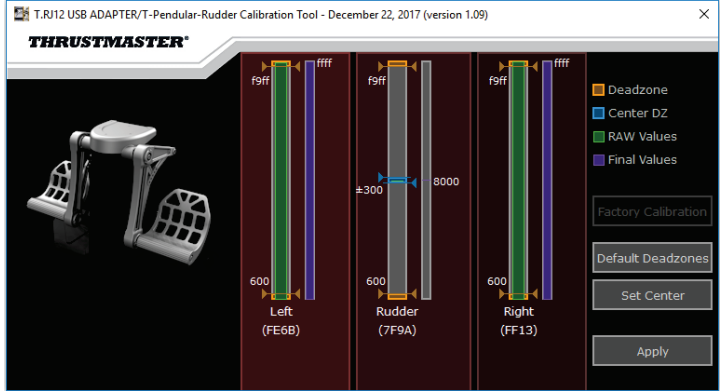 T.RJ12 USB ADAPTER/T-Pendular-Rudder Calibration Tool - December 22, 2017 (version 1.09)
THRUSTMASTER®
f9ff
ffff
600
Left
(FE6B)
f9ff
±300
8000
600
Rudder
(7F9A)
f9ff
ffff
600
Right
(FF13)
Deadzone
Center DZ
RAW Values
Final Values
Factory Calibration
Default Deadzones
Set Center
Apply